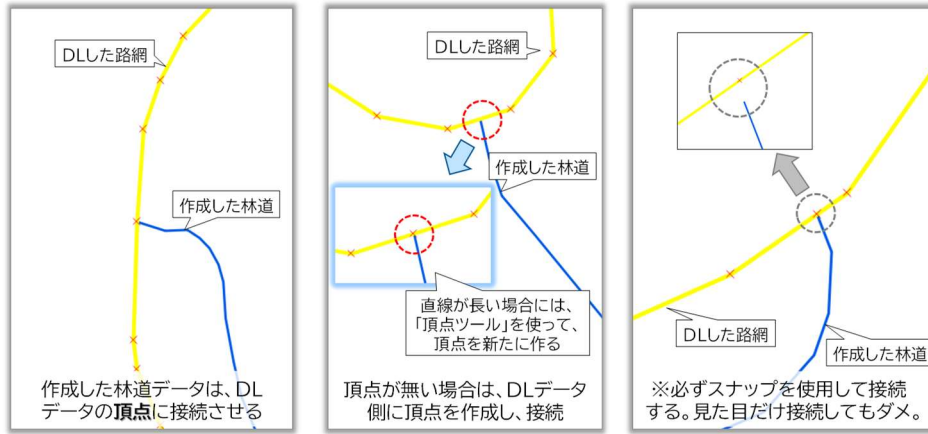 DLした路網
作成した林道
作成した林道データは、DL
データの頂点に接続させる
DLした路網
作成した林道
直線が長い場合には、
「頂点ツール」を使って、
頂点を新たに作る
頂点が無い場合は、DLデータ
側に頂点を作成し、接続
DLした路網
作成した林道
※必ずスナップを使用して接続
する。見た目だけ接続してもダメ。